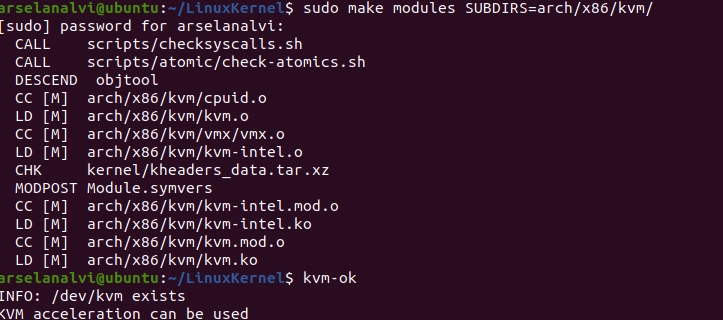 arselanalvi@ubuntu:~/LinuxKernel$ sudo make modules SUBDIRS=arch/x86/kvm/
[sudo] password for arselanalvi:
CALL scripts/checksyscalls.sh
CALL scripts/atomic/check-atomics.sh
DESCEND objtool
CC [M] arch/x86/kvm/cpuid.o
LD [M] arch/x86/kvm/kvm.o
CC [M] arch/x86/kvm/vmx/vmx.o
LD [M] arch/x86/kvm/kvm-intel.o
CHK kernel/kheaders_data.tar.xz
MODPOST Module.symvers
CC [M] arch/x86/kvm/kvm-intel.mod.o
LD [M] arch/x86/kvm/kvm-intel.ko
CC [M] arch/x86/kvm/kvm.mod.o
LD [M] arch/x86/kvm/kvm.ko
arselanalvi@ubuntu:~/LinuxKernel$ kvm-ok
INFO: /dev/kvm exists
KVM acceleration can be used